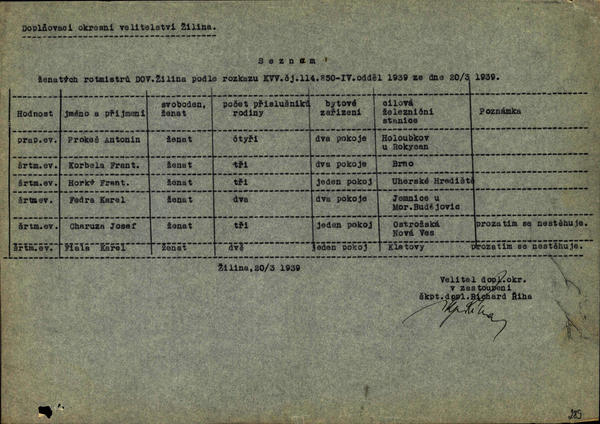 Doplňovací okresní velitelství Žilina.
Seznam
ženatých rotmistrů DOV.Žilina podle rozkazu KVV.čj.114.850-IV.odděl 1939 ze dne 20/3 1939.
Hodnost jméno a příjmení svoboden, ženat počet příslušníků rodiny bytové zařízení cílová železniční stanice Poznámka
prap.ev. Prokeš Antonín ženat čtyři dva pokoje Holoubkov u Rokycan
šrtm.ev. Korbela Frant. ženat tři dva pokoje Brno
šrtm.ev. Horký Frant. ženat tři jeden pokoj Uherské Hradiště
šrtm.ev. Fedra Karel ženat dva dva pokoje Jemnice u Mor.Budějovic
šrtm.ev. Charuza Josef ženat tři jeden pokoj Ostrožská Nová Ves prozatím se nestěhuje.
šrtm.ev. Fiala Karel ženat dvě jeden pokoj Klatovy prozatím se nestěhuje.
Žilina,20/3 1939
Velitel dopl.okr.
v zastoupení
škpt.dopl.Richard Říha